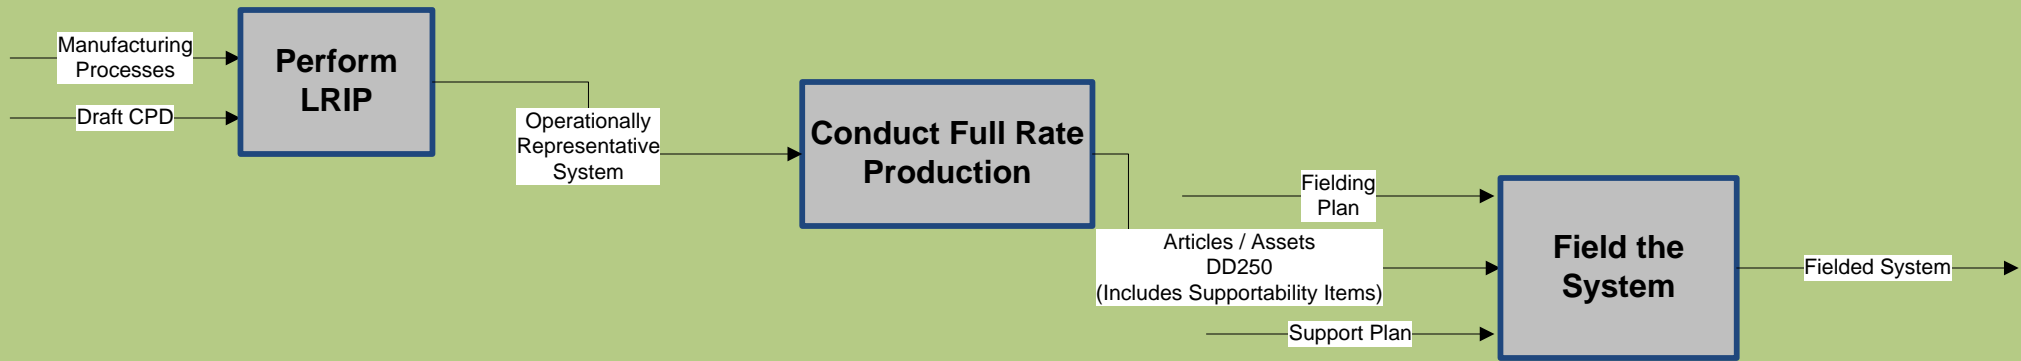 Manufacturing
Processes
Draft CPD
Perform
LRIP
Operationally
Representative
System
Conduct Full Rate
Production
Fielding
Plan
Articles / Assets
DD250
(Includes Supportability Items)
Support Plan
Field the
System
Fielded System